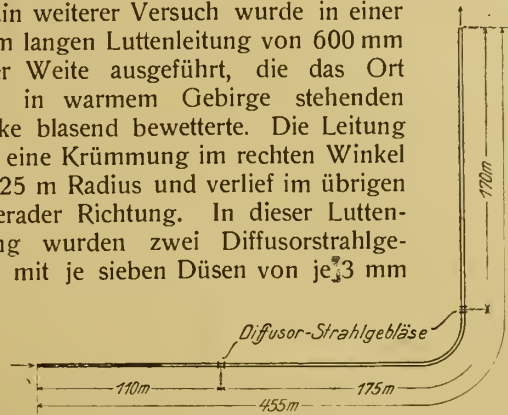 ein weiterer Versuch wurde in einer
m langen Luttenleitung von 600 mm
er Weite ausgeführt, die das Ort
in warmem Gebirge stehenden
ke blasend bewetterte. Die Leitung
eine Krümmung im rechten Winkel
25 m Radius und verlief im übrigen
erader Richtung. In dieser Lutten-
ng wurden zwei Diffusorstrahlge-
mit je sieben Düsen von je 3 mm
170m
Diffusor-Strahlgebläse
110m 175m
455m